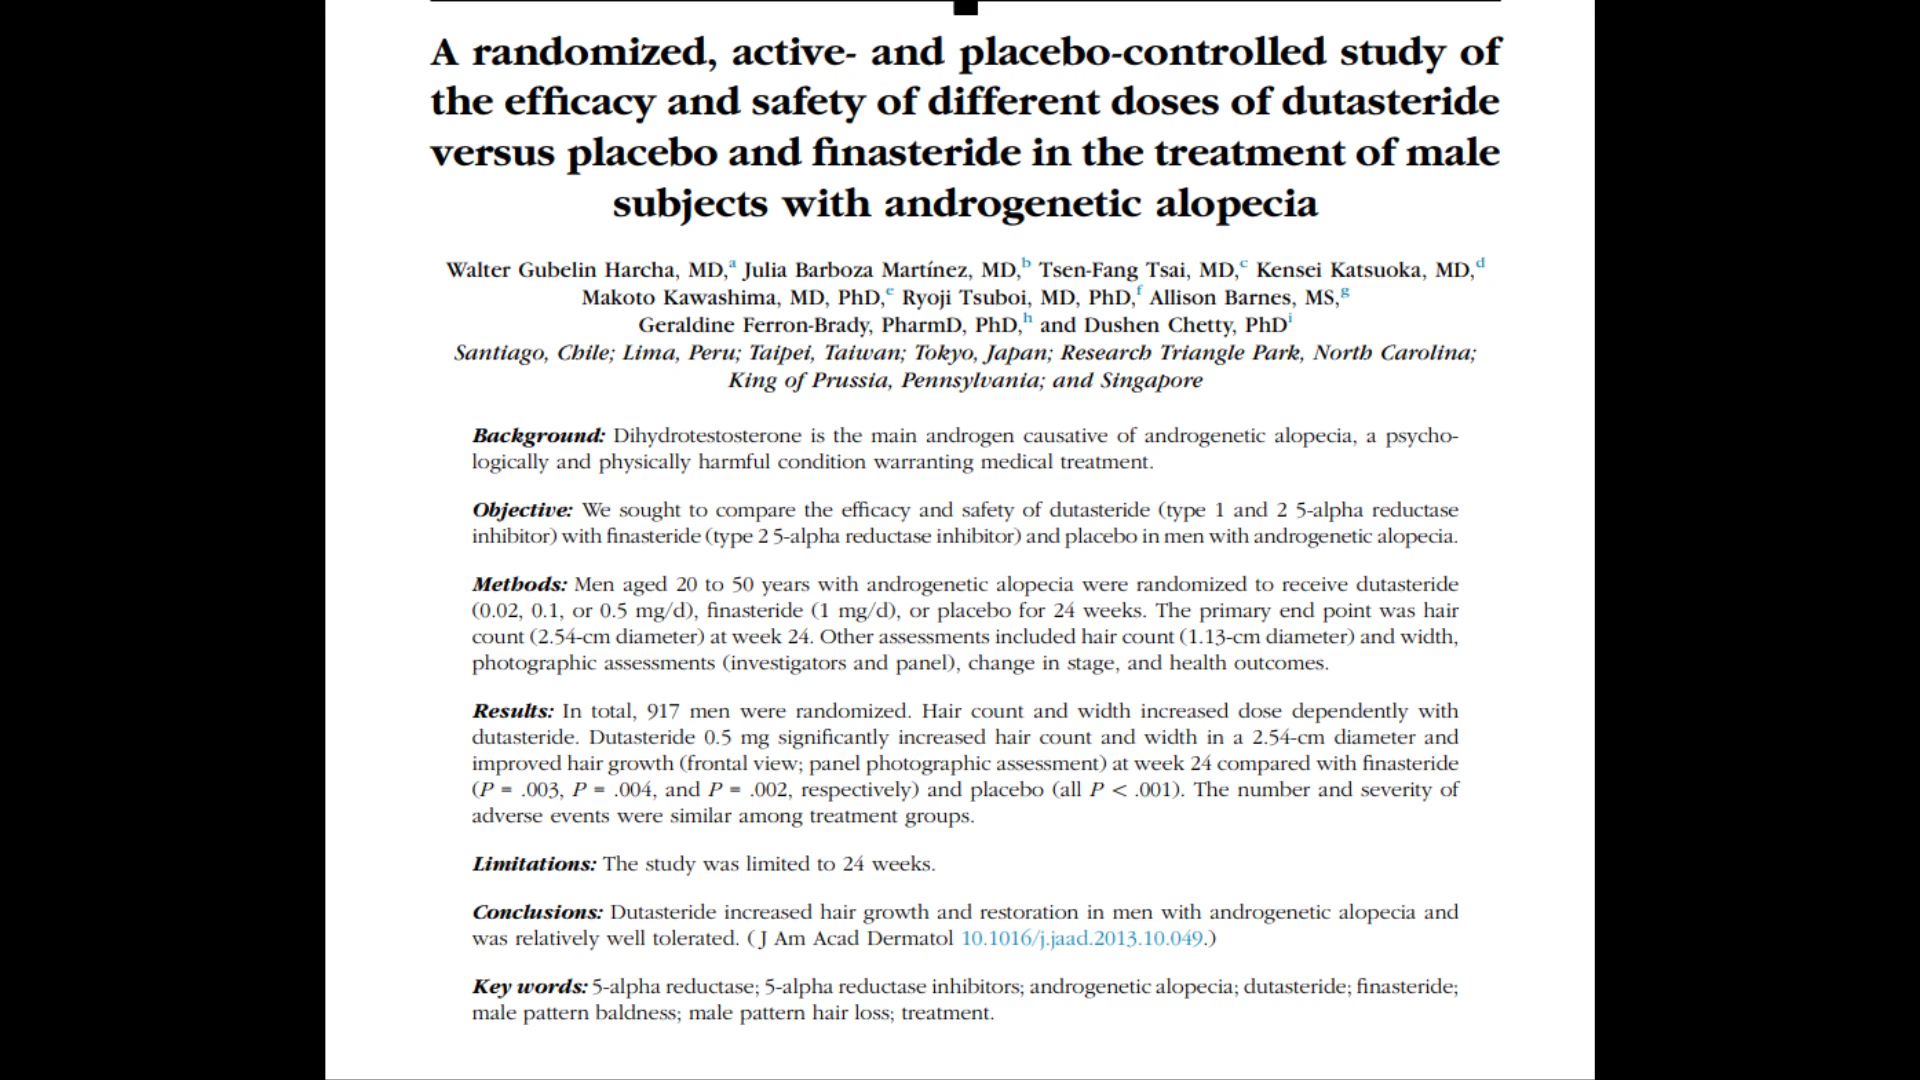 A randomized, active- and placebo-controlled study of
the efficacy and safety of different doses of dutasteride
versus placebo and finasteride in the treatment of male
subjects with androgenetic alopecia
Walter Gubelin Harcha, MD,a Julia Barboza Martínez, MD,b Tsen-Fang Tsai, MD,c Kensei Katsuoka, MD,d
Makoto Kawashima, MD, PhD,e Ryoji Tsuboi, MD, PhD,f Allison Barnes, MS,g
Geraldine Ferron-Brady, PharmD, PhD,h and Dushen Chetty, PhDi
Santiago, Chile; Lima, Peru; Taipei, Taiwan; Tokyo, Japan; Research Triangle Park, North Carolina;
King of Prussia, Pennsylvania; and Singapore
Background: Dihydrotestosterone is the main androgen causative of androgenetic alopecia, a psycho-
logically and physically harmful condition warranting medical treatment.
Objective: We sought to compare the efficacy and safety of dutasteride (type 1 and 2 5-alpha reductase
inhibitor) with finasteride (type 2 5-alpha reductase inhibitor) and placebo in men with androgenetic alopecia.
Methods: Men aged 20 to 50 years with androgenetic alopecia were randomized to receive dutasteride
(0.02, 0.1, or 0.5 mg/d), finasteride (1 mg/d), or placebo for 24 weeks. The primary end point was hair
count (2.54-cm diameter) at week 24. Other assessments included hair count (1.13-cm diameter) and width,
photographic assessments (investigators and panel), change in stage, and health outcomes.
Results: In total, 917 men were randomized. Hair count and width increased dose dependently with
dutasteride. Dutasteride 0.5 mg significantly increased hair count and width in a 2.54-cm diameter and
improved hair growth (frontal view; panel photographic assessment) at week 24 compared with finasteride
(P = .003, P = .004, and P = .002, respectively) and placebo (all P < .001). The number and severity of
adverse events were similar among treatment groups.
Limitations: The study was limited to 24 weeks.
Conclusions: Dutasteride increased hair growth and restoration in men with androgenetic alopecia and
was relatively well tolerated. ( J Am Acad Dermatol 10.1016/j.jaad.2013.10.049.)
Key words: 5-alpha reductase; 5-alpha reductase inhibitors; androgenetic alopecia; dutasteride; finasteride;
male pattern baldness; male pattern hair loss; treatment.